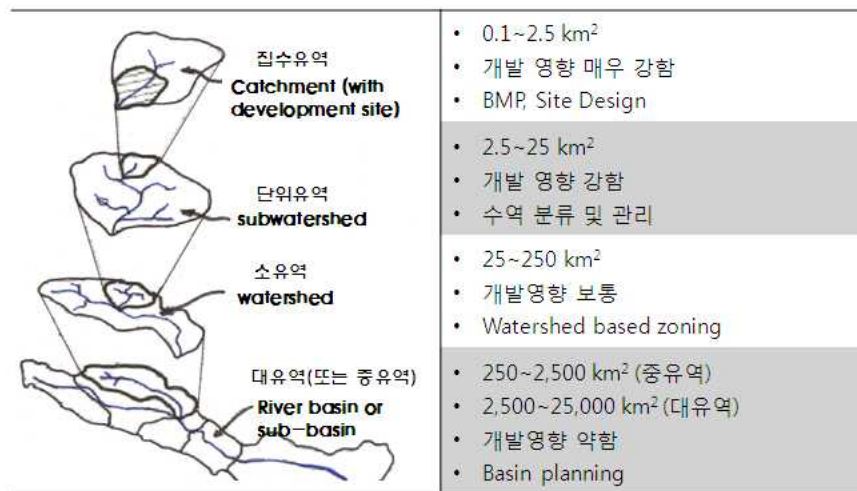 집수유역
Catchment (with
development site)
• 0.1~2.5 km²
• 개발 영향 매우 강함
• BMP, Site Design
단위유역
subwatershed
• 2.5~25 km²
• 개발 영향 강함
• 수역 분류 및 관리
소유역
watershed
• 25~250 km²
• 개발영향 보통
• Watershed based zoning
대유역(또는 중유역)
River basin or
sub-basin
• 250~2,500 km² (중유역)
• 2,500~25,000 km² (대유역)
• 개발영향 약함
• Basin planning